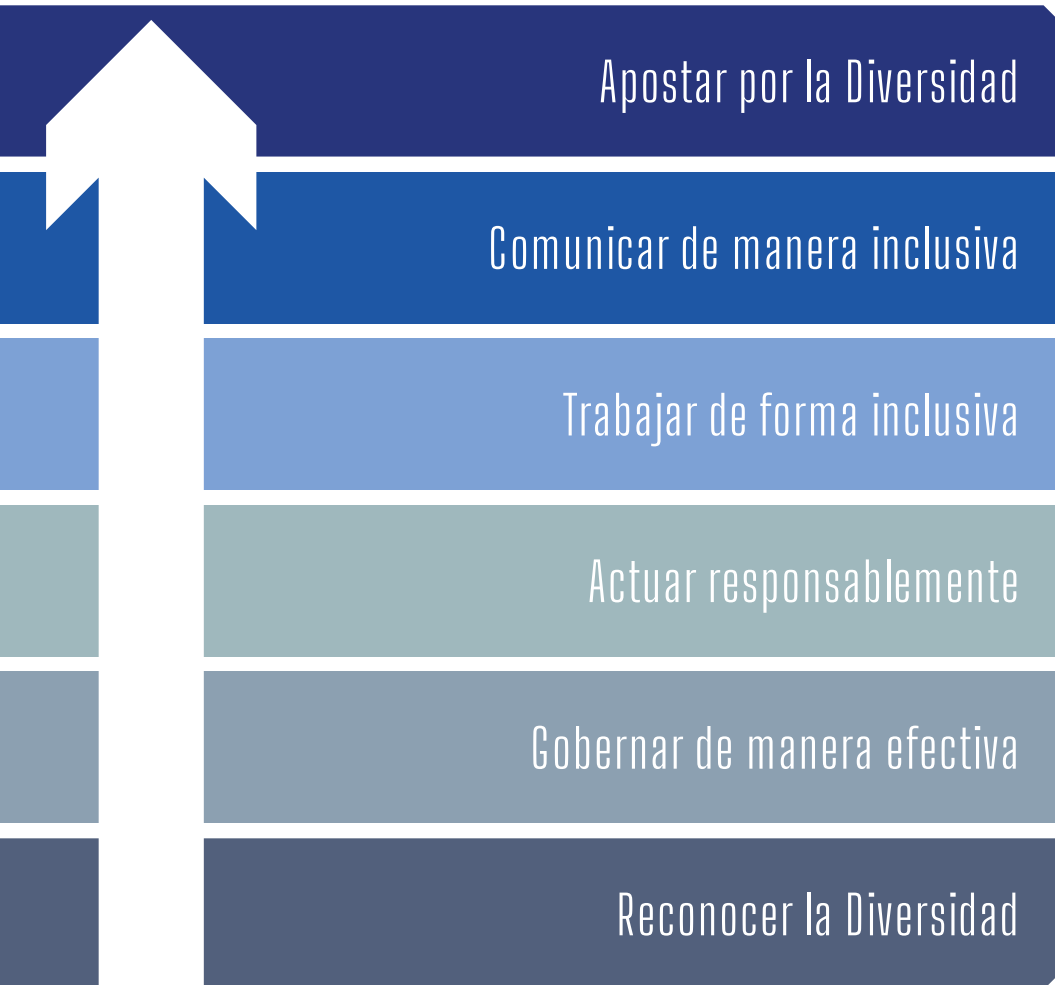 Apostar por la Diversidad
Comunicar de manera inclusiva
Trabajar de forma inclusiva
Actuar responsablemente
Gobernar de manera efectiva
Reconocer la Diversidad